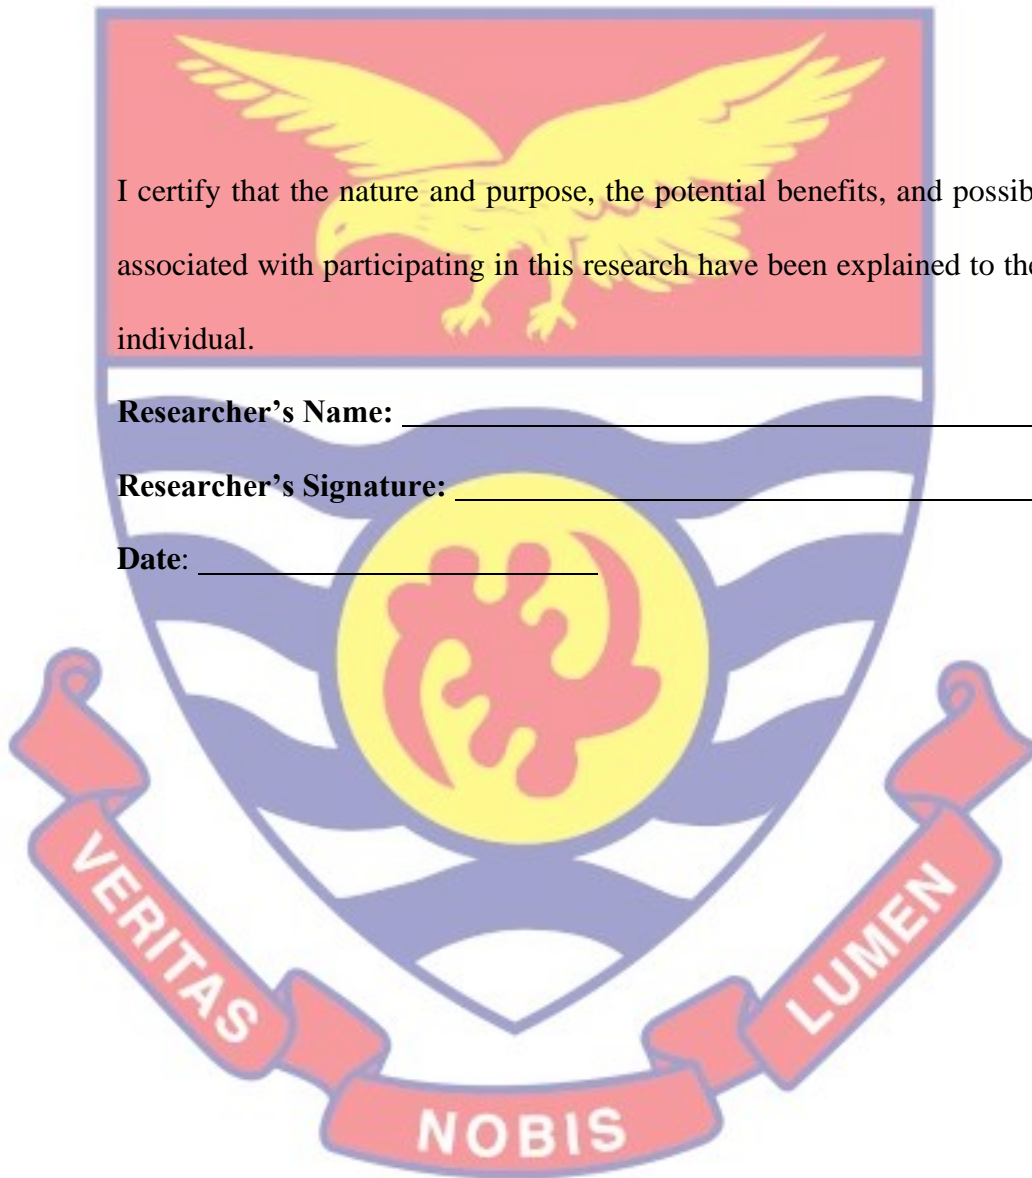 I certify that the nature and purpose, the potential benefits, and possib
associated with participating in this research have been explained to the
individual.
Researcher’s Name:
Researcher’s Signature:
Date:
VERITAS
NOBIS
LUMEN